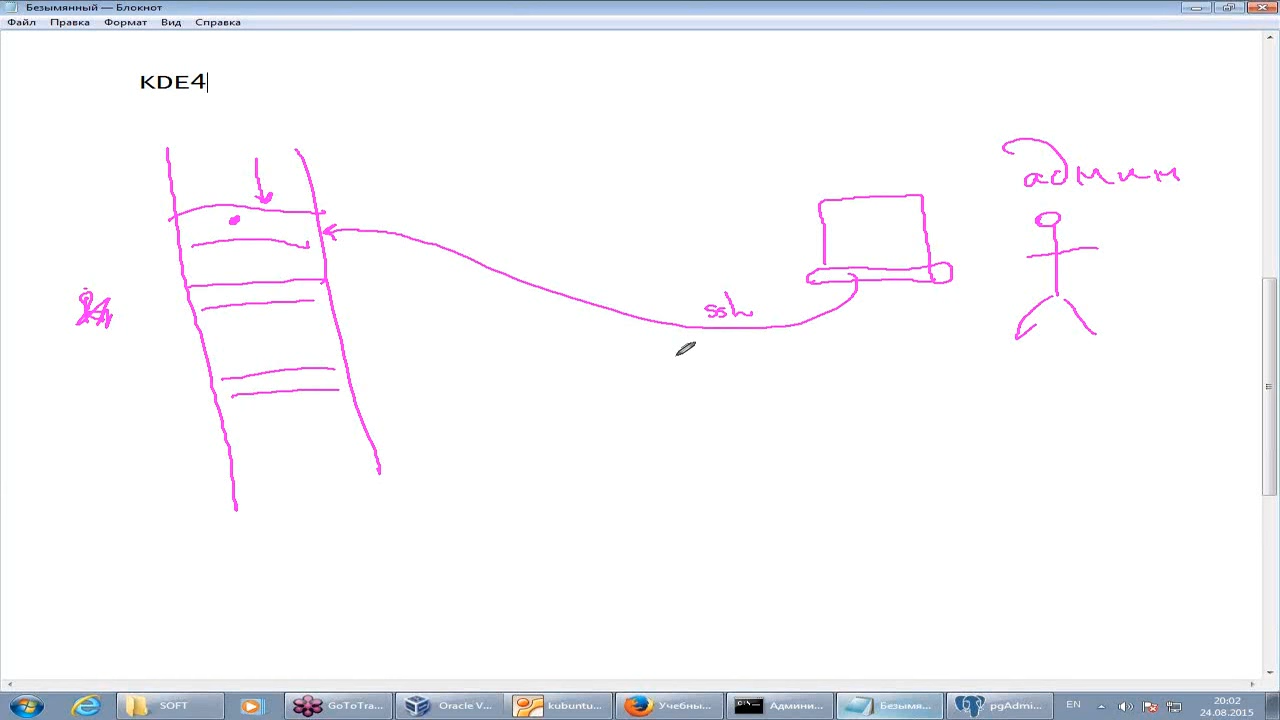 Безымянный — Блокнот
Файл Правка Формат Вид Справка
KDE4
админ
ssh
SOFT
GoToTra...
Oracle V...
kubuntu...
Учебны...
Админи...
Безымя...
pgAdmi...
EN
20:02
24.08.2015